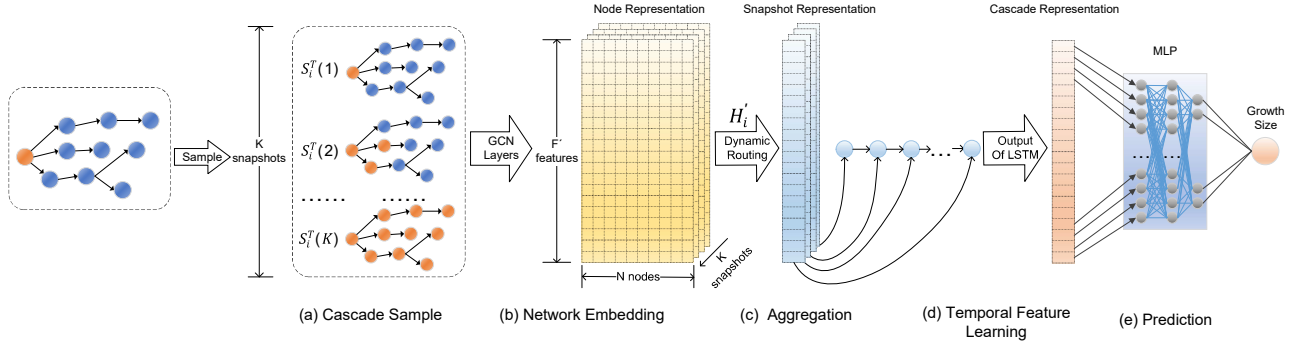 Node Representation
Snapshot Representation
Cascade Representation
Sample
K
snapshots
S_i^T(1)
S_i^T(2)
...... ......
S_i^T(K)
GCN
Layers
F'
features
N nodes
K
snapshots
H_i'
Dynamic
Routing
...
Output
Of LSTM
MLP
......
Growth
Size
(a) Cascade Sample
(b) Network Embedding
(c) Aggregation
(d) Temporal Feature
Learning
(e) Prediction